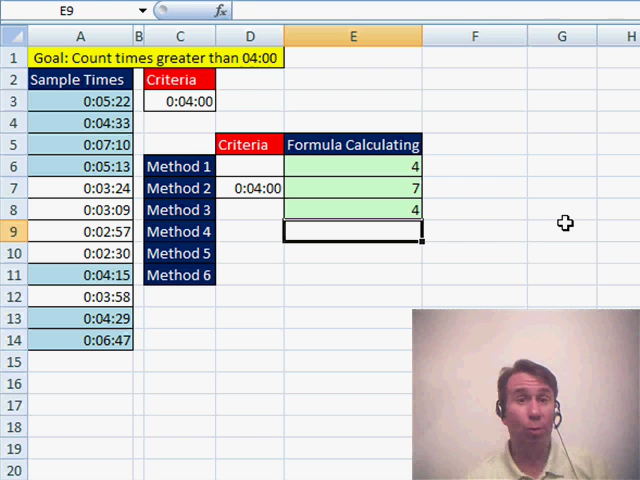 E9 fx
A B C D E F G H
1 Goal: Count times greater than 04:00
2 Sample Times Criteria
3 0:05:22 0:04:00
4 0:04:33
5 0:07:10 Criteria Formula Calculating
6 0:05:13 Method 1 4
7 0:03:24 Method 2 0:04:00 7
8 0:03:09 Method 3 4
9 0:02:57 Method 4
10 0:02:30 Method 5
11 0:04:15 Method 6
12 0:03:58
13 0:04:29
14 0:06:47
15
16
17
18
19
20